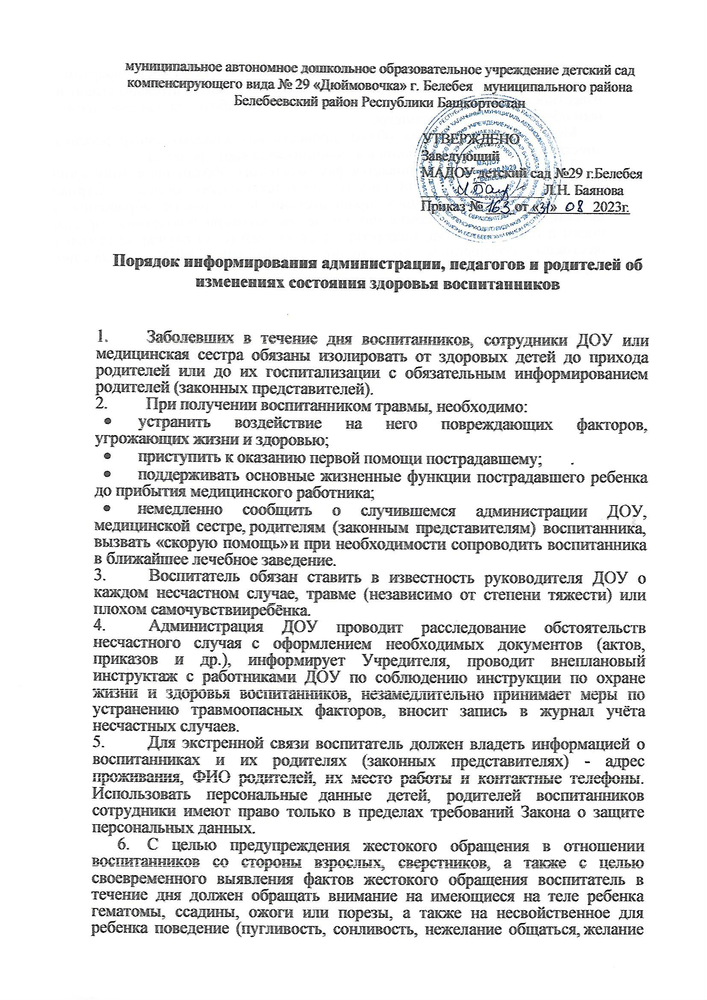 муниципальное автономное дошкольное образовательное учреждение детский сад
компенсирующего вида № 29 «Дюймовочка» г. Белебея муниципального района
Белебеевский район Республики Башкортостан
УТВЕРЖДЕНО
Заведующий
МАДОУ детский сад №29 г.Белебея
Л.Н. Баянова
Приказ № 163 от «31» 08 2023г.
МАДОУ
детский сад №29
г. Белебея
Порядок информирования администрации, педагогов и родителей об
изменениях состояния здоровья воспитанников
1. Заболевших в течение дня воспитанников, сотрудники ДОУ или
медицинская сестра обязаны изолировать от здоровых детей до прихода
родителей или до их госпитализации с обязательным информированием
родителей (законных представителей).
2. При получении воспитанником травмы, необходимо:
• устранить воздействие на него повреждающих факторов,
угрожающих жизни и здоровью;
• приступить к оказанию первой помощи пострадавшему;
• поддерживать основные жизненные функции пострадавшего ребенка
до прибытия медицинского работника;
• немедленно сообщить о случившемся администрации ДОУ,
медицинской сестре, родителям (законным представителям) воспитанника,
вызвать «скорую помощь»и при необходимости сопроводить воспитанника
в ближайшее лечебное заведение.
3. Воспитатель обязан ставить в известность руководителя ДОУ о
каждом несчастном случае, травме (независимо от степени тяжести) или
плохом самочувствииребёнка.
4. Администрация ДОУ проводит расследование обстоятельств
несчастного случая с оформлением необходимых документов (актов,
приказов и др.), информирует Учредителя, проводит внеплановый
инструктаж с работниками ДОУ по соблюдению инструкции по охране
жизни и здоровья воспитанников, незамедлительно принимает меры по
устранению травмоопасных факторов, вносит запись в журнал учёта
несчастных случаев.
5. Для экстренной связи воспитатель должен владеть информацией о
воспитанниках и их родителях (законных представителях) - адрес
проживания, ФИО родителей, их место работы и контактные телефоны.
Использовать персональные данные детей, родителей воспитанников
сотрудники имеют право только в пределах требований Закона о защите
персональных данных.
6. С целью предупреждения жестокого обращения в отношении
воспитанников со стороны взрослых, сверстников, а также с целью
своевременного выявления фактов жестокого обращения воспитатель в
течение дня должен обращать внимание на имеющиеся на теле ребенка
гематомы, ссадины, ожоги или порезы, а также на несвойственное для
ребенка поведение (пугливость, сонливость, нежелание общаться, желание